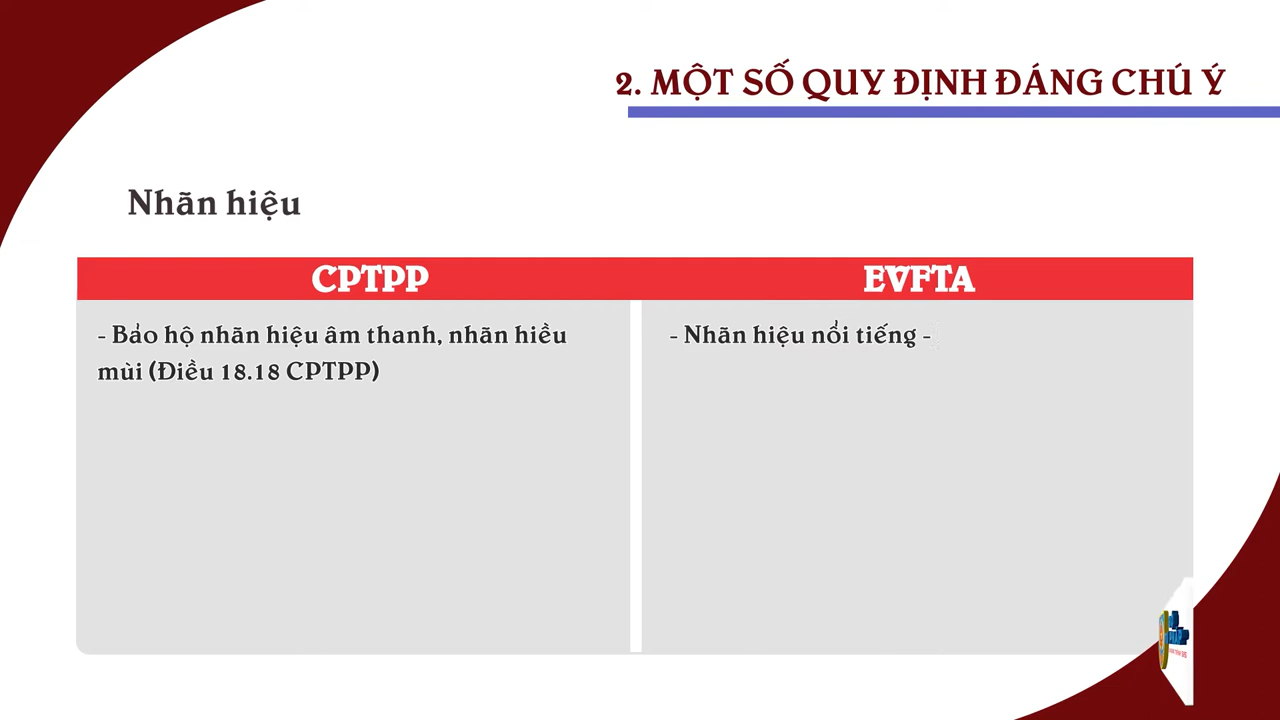 2. MỘT SỐ QUY ĐỊNH ĐÁNG CHÚ Ý
Nhãn hiệu
CPTPP
EVFTA
- Bảo hộ nhãn hiệu âm thanh, nhãn hiều
mùi (Điều 18.18 CPTPP)
- Nhãn hiệu nổi tiếng -